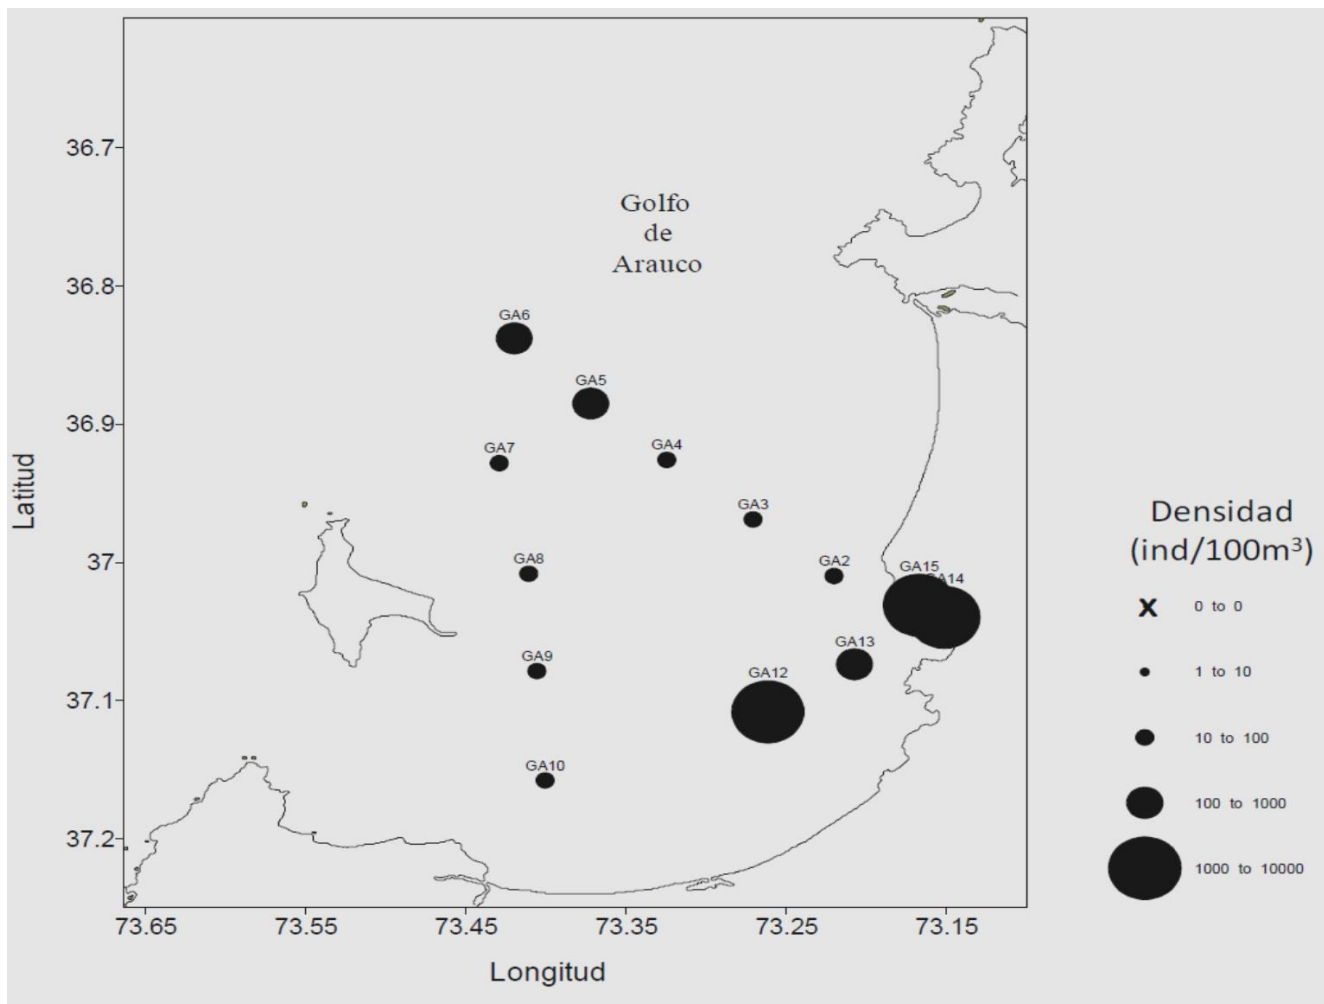 36.7
Golfo
de
Arauco
36.8
GA6
GA5
36.9
GA7
GA4
Latitud
GA3
Densidad
(ind/100m³)
37
GA8
GA2
GA15
GA14
x 0 to 0
GA13
GA9
GA12
1 to 10
37.1
10 to 100
GA10
100 to 1000
37.2
1000 to 10000
73.65 73.55 73.45 73.35 73.25 73.15
Longitud